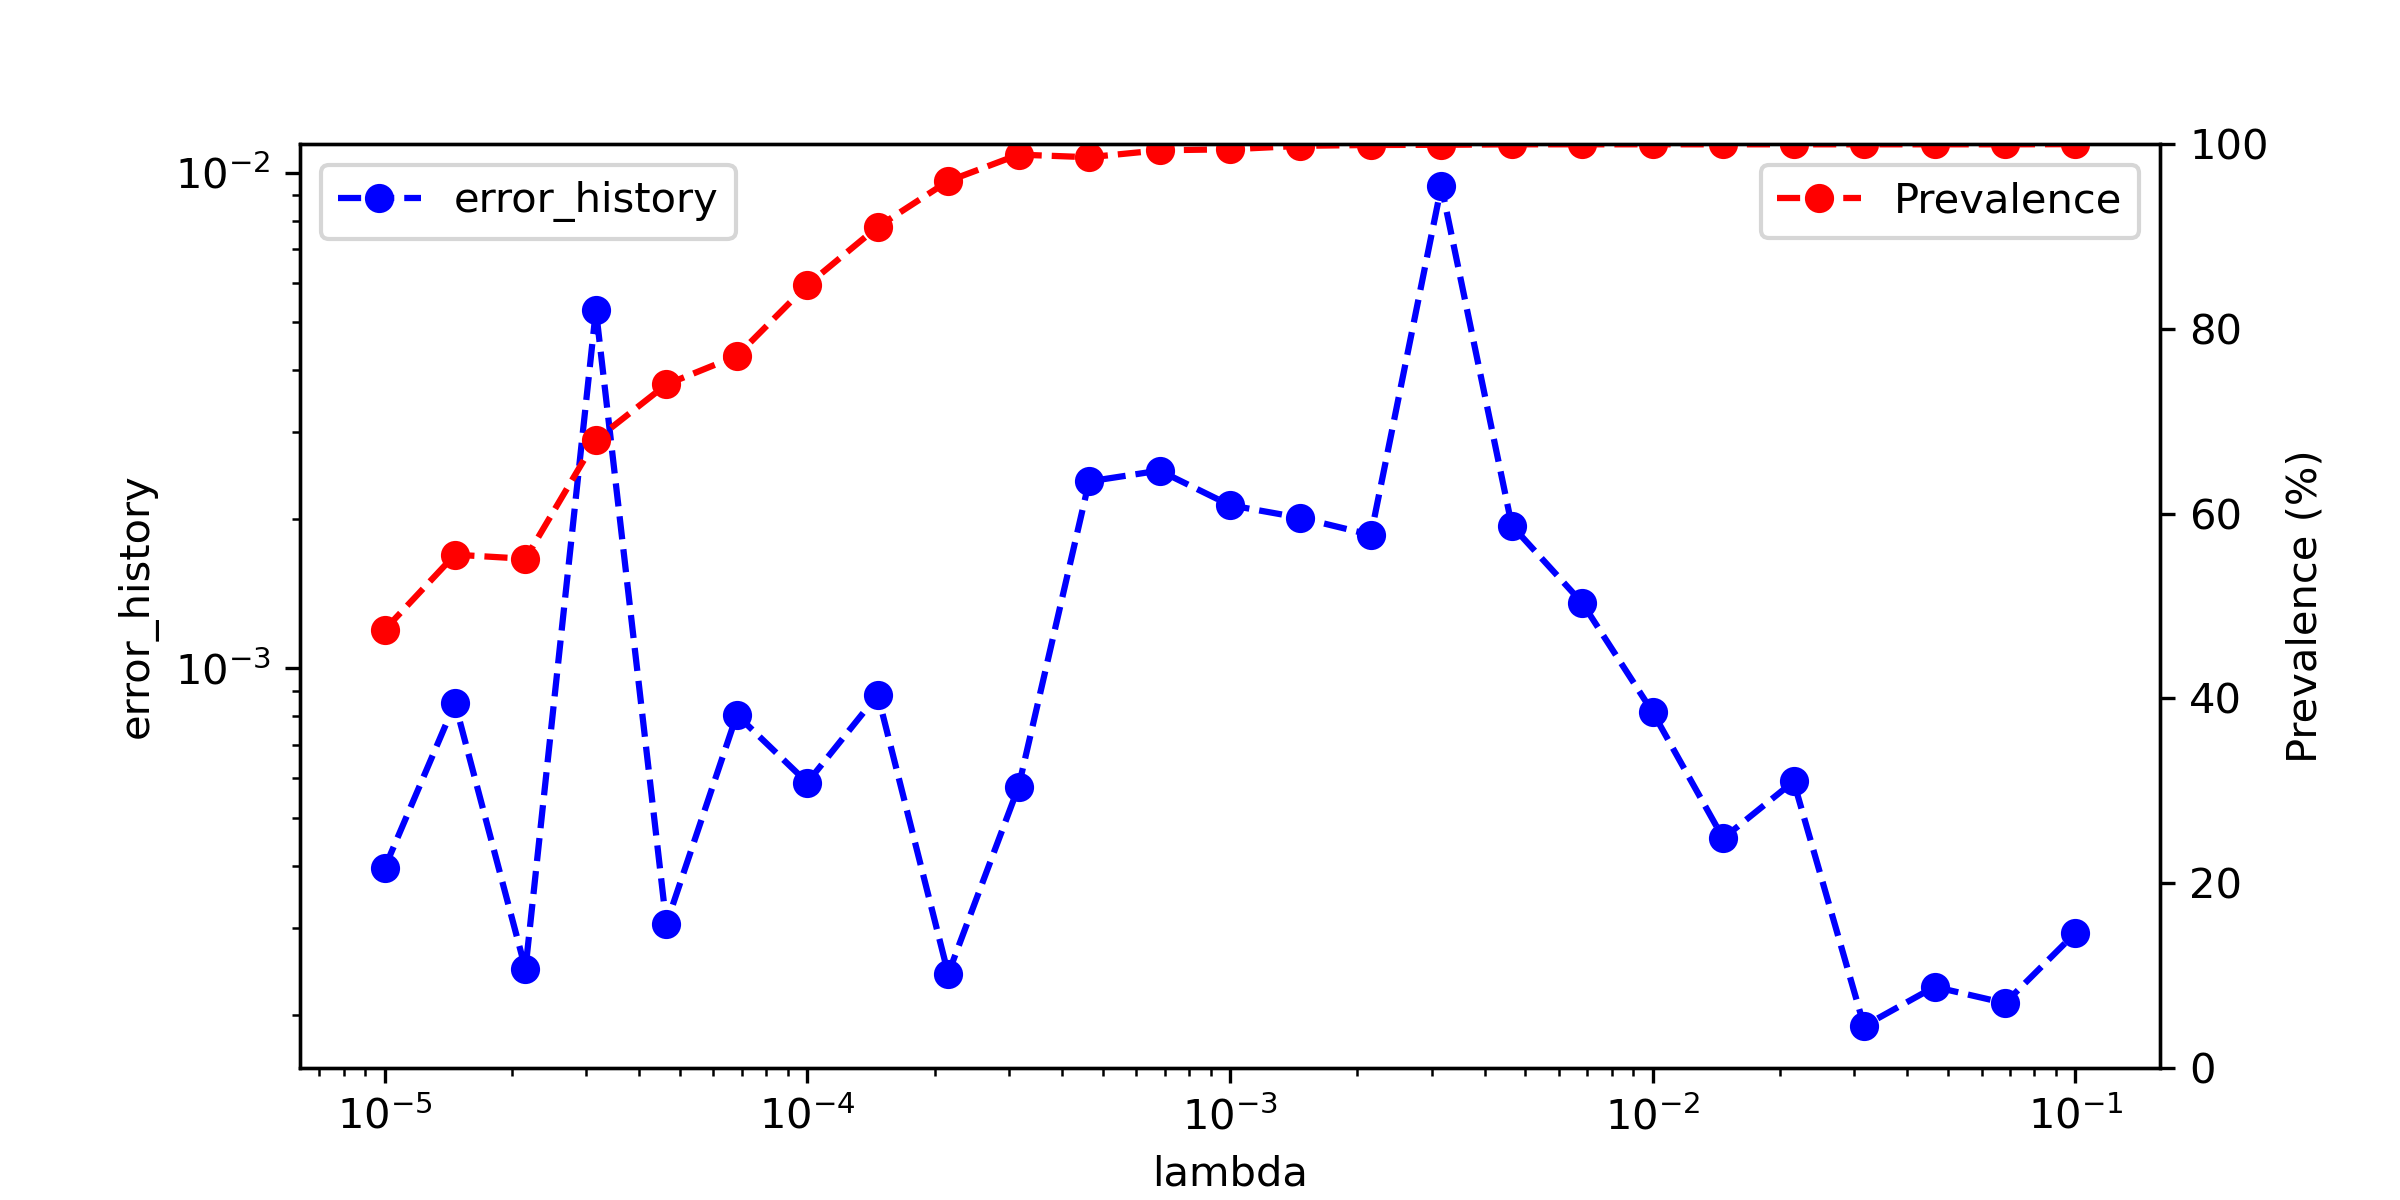 error_history
Prevalence
10⁻²
10⁻³
error_history
100
80
60
40
20
0
Prevalence (%)
10⁻⁵
10⁻⁴
10⁻³
10⁻²
10⁻¹
lambda